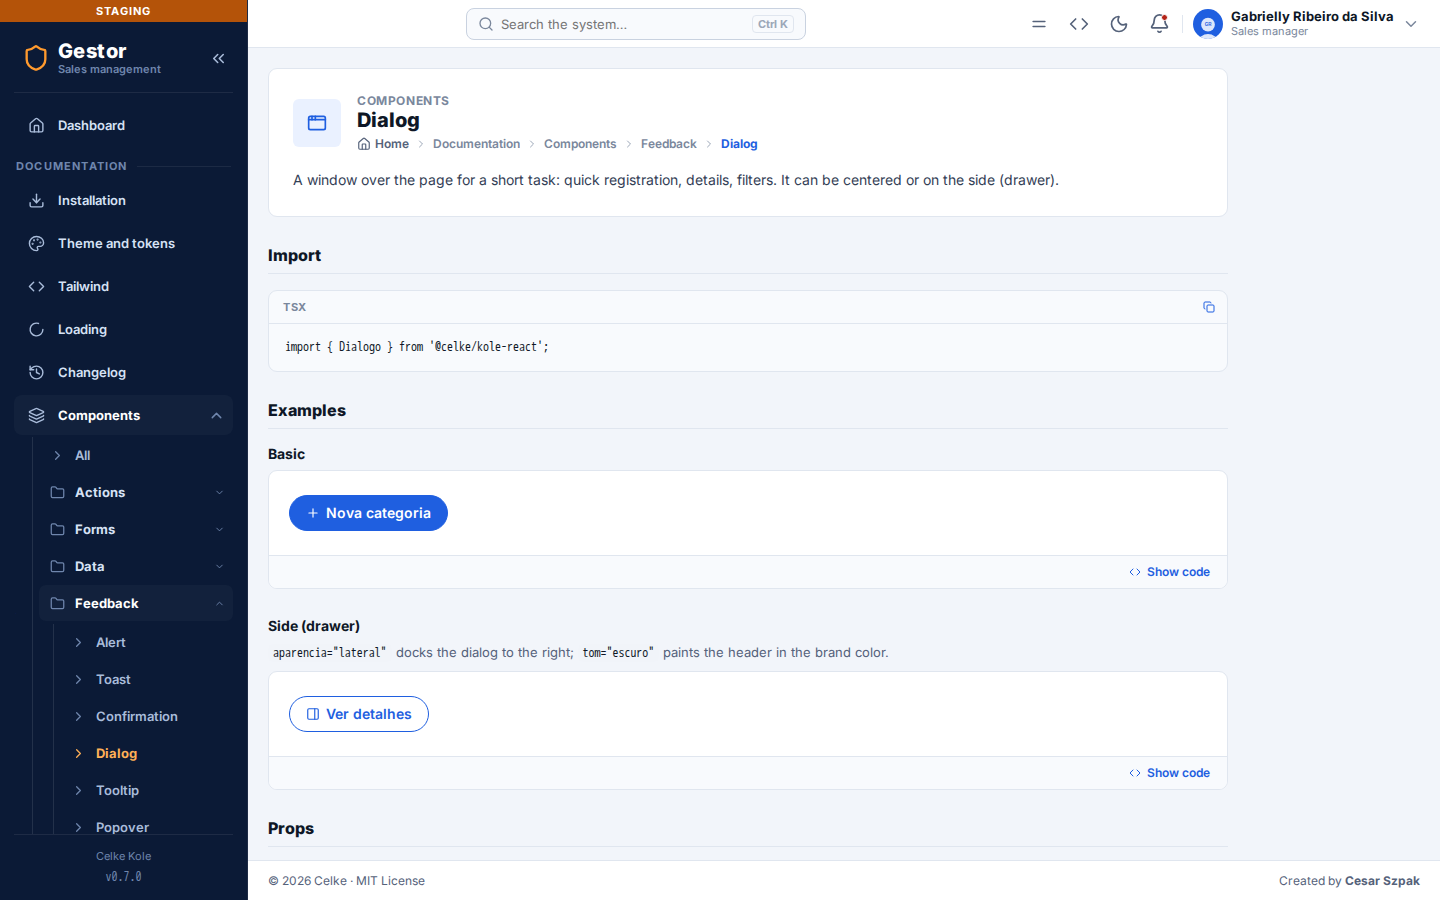 STAGING
Gestor
Sales management
Dashboard
DOCUMENTATION
Installation
Theme and tokens
Tailwind
Loading
Changelog
Components
All
Actions
Forms
Data
Feedback
Alert
Toast
Confirmation
Dialog
Tooltip
Popover
Celke Kole
v0.7.0
Search the system...
Ctrl K
GR
Gabrielly Ribeiro da Silva
Sales manager
COMPONENTS
Dialog
Home
Documentation
Components
Feedback
Dialog
A window over the page for a short task: quick registration, details, filters. It can be centered or on the side (drawer).
Import
TSX
import { Dialogo } from '@celke/kole-react';
Examples
Basic
+ Nova categoria
Show code
Side (drawer)
aparencia="lateral" docks the dialog to the right; tom="escuro" paints the header in the brand color.
Ver detalhes
Show code
Props
© 2026 Celke · MIT License
Created by Cesar Szpak